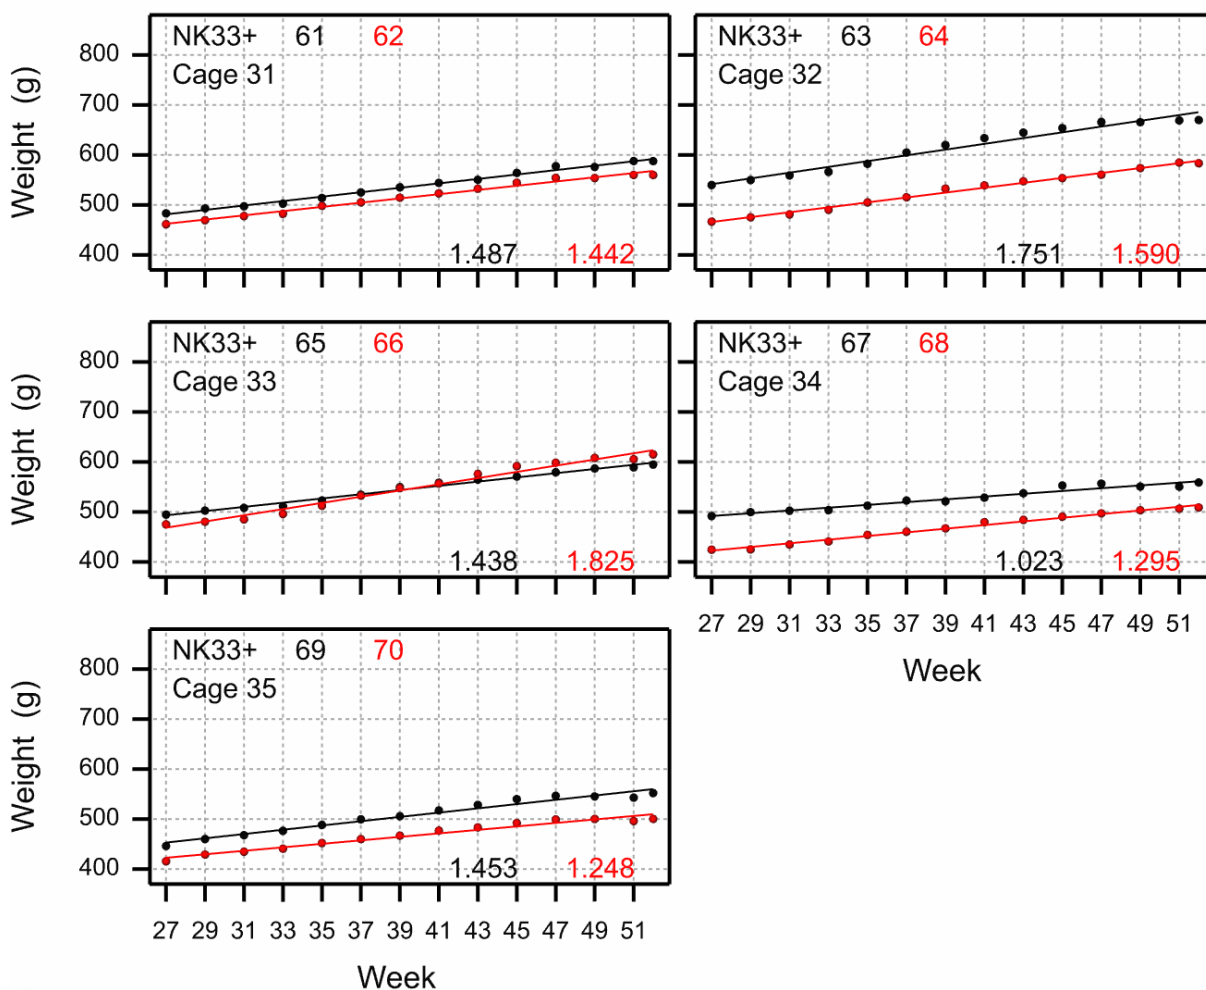 NK33+ 61 62
Cage 31
Weight (g)
800
700
600
500
400
1.487 1.442
NK33+ 63 64
Cage 32
1.751 1.590
NK33+ 65 66
Cage 33
Weight (g)
800
700
600
500
400
1.438 1.825
NK33+ 67 68
Cage 34
1.023 1.295
27 29 31 33 35 37 39 41 43 45 47 49 51
Week
NK33+ 69 70
Cage 35
Weight (g)
800
700
600
500
400
1.453 1.248
27 29 31 33 35 37 39 41 43 45 47 49 51
Week